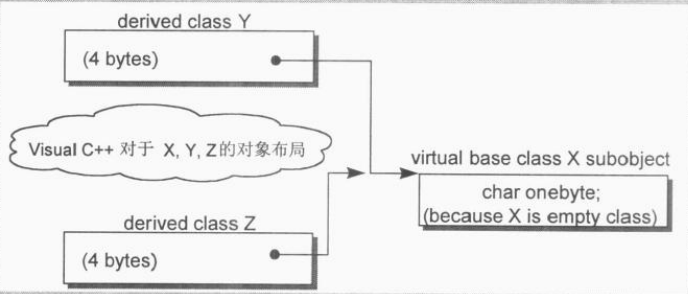 derived class Y
(4 bytes)
Visual C++ 对于 X, Y, Z的对象布局
virtual base class X subobject
char onebyte;
(because X is empty class)
derived class Z
(4 bytes)